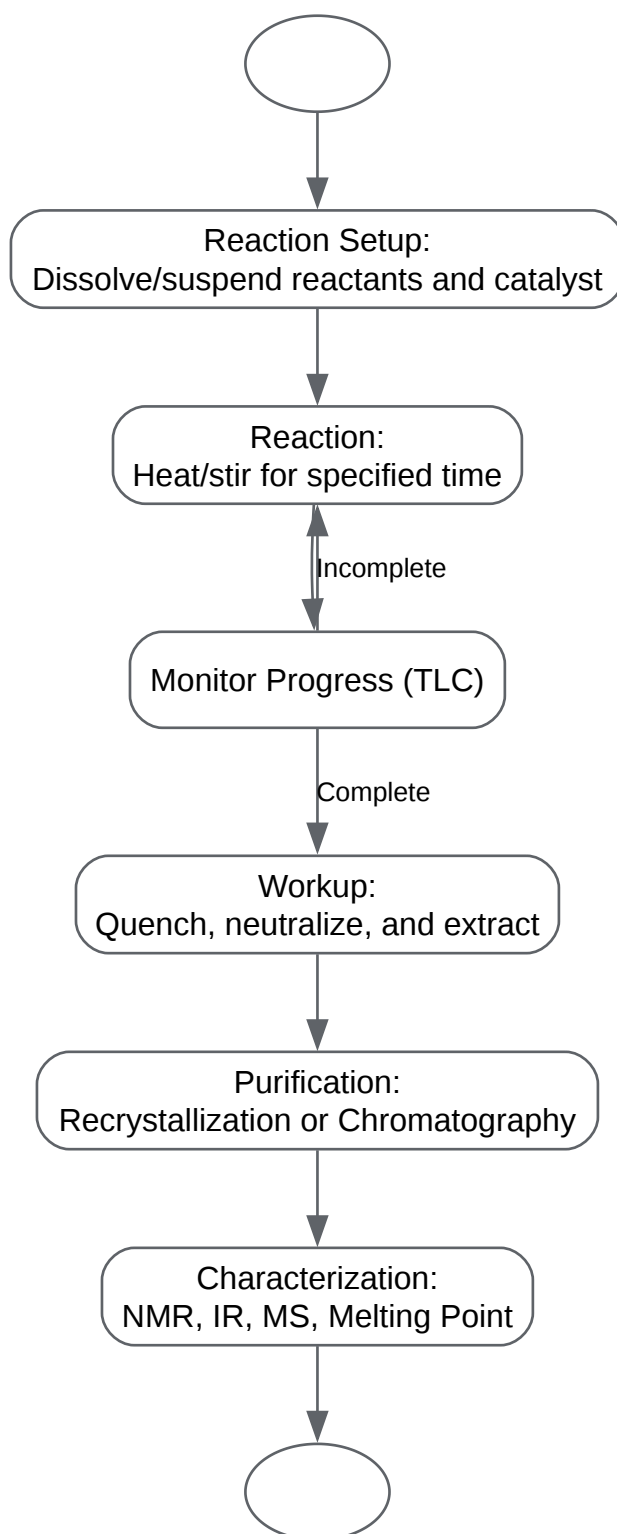 Reaction Setup:
Dissolve/suspend reactants and catalyst
Reaction:
Heat/stir for specified time
Incomplete
Monitor Progress (TLC)
Complete
Workup:
Quench, neutralize, and extract
Purification:
Recrystallization or Chromatography
Characterization:
NMR, IR, MS, Melting Point